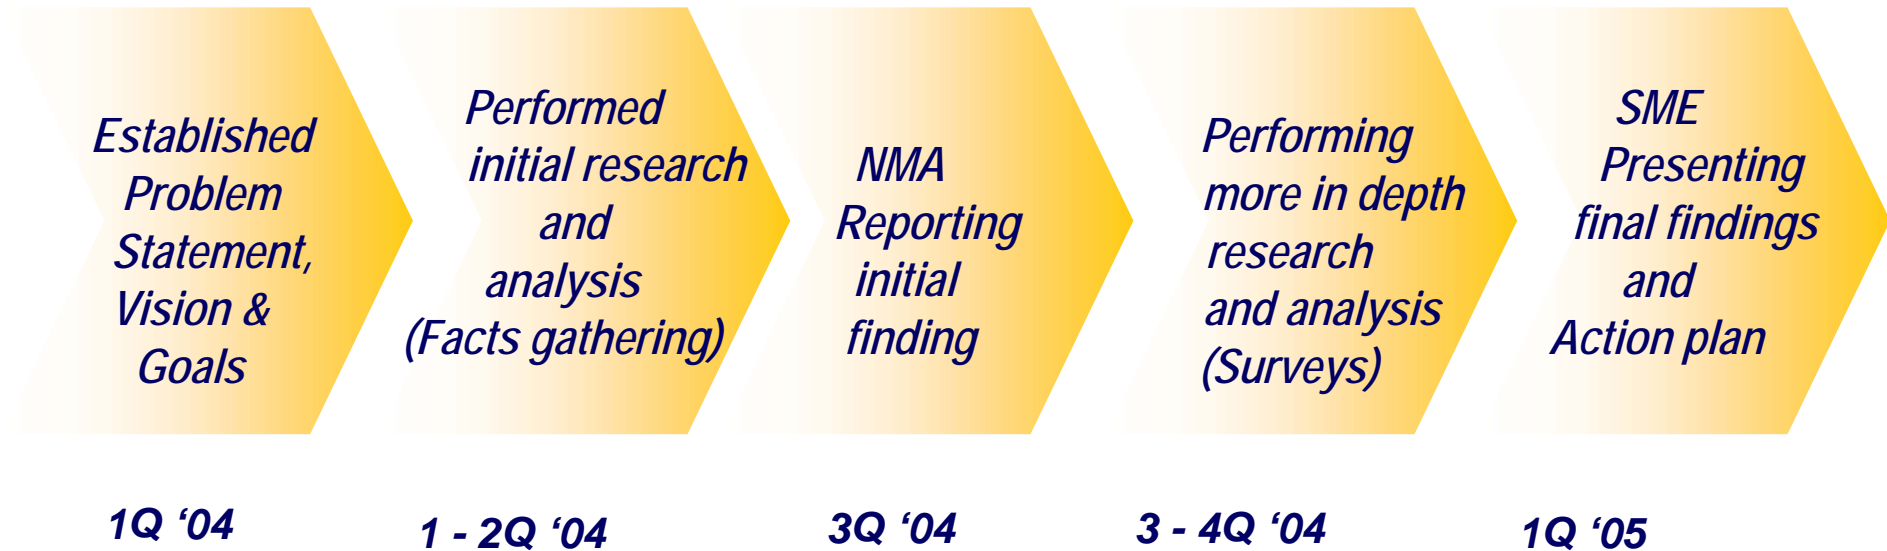 Established
Problem
Statement,
Vision &
Goals
Performed
initial research
and
analysis
(Facts gathering)
NMA
Reporting
initial
finding
Performing
more in depth
research
and analysis
(Surveys)
SME
Presenting
final findings
and
Action plan
1Q ‘04
1 - 2Q ‘04
3Q ‘04
3 - 4Q ‘04
1Q ‘05